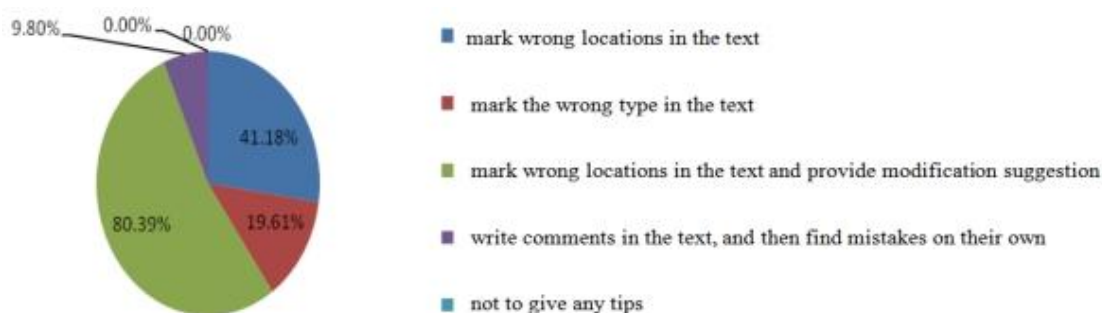 0.00%
9.80%
0.00%
mark wrong locations in the text
41.18%
mark the wrong type in the text
mark wrong locations in the text and provide modification suggestion
80.39%
19.61%
write comments in the text, and then find mistakes on their own
not to give any tips